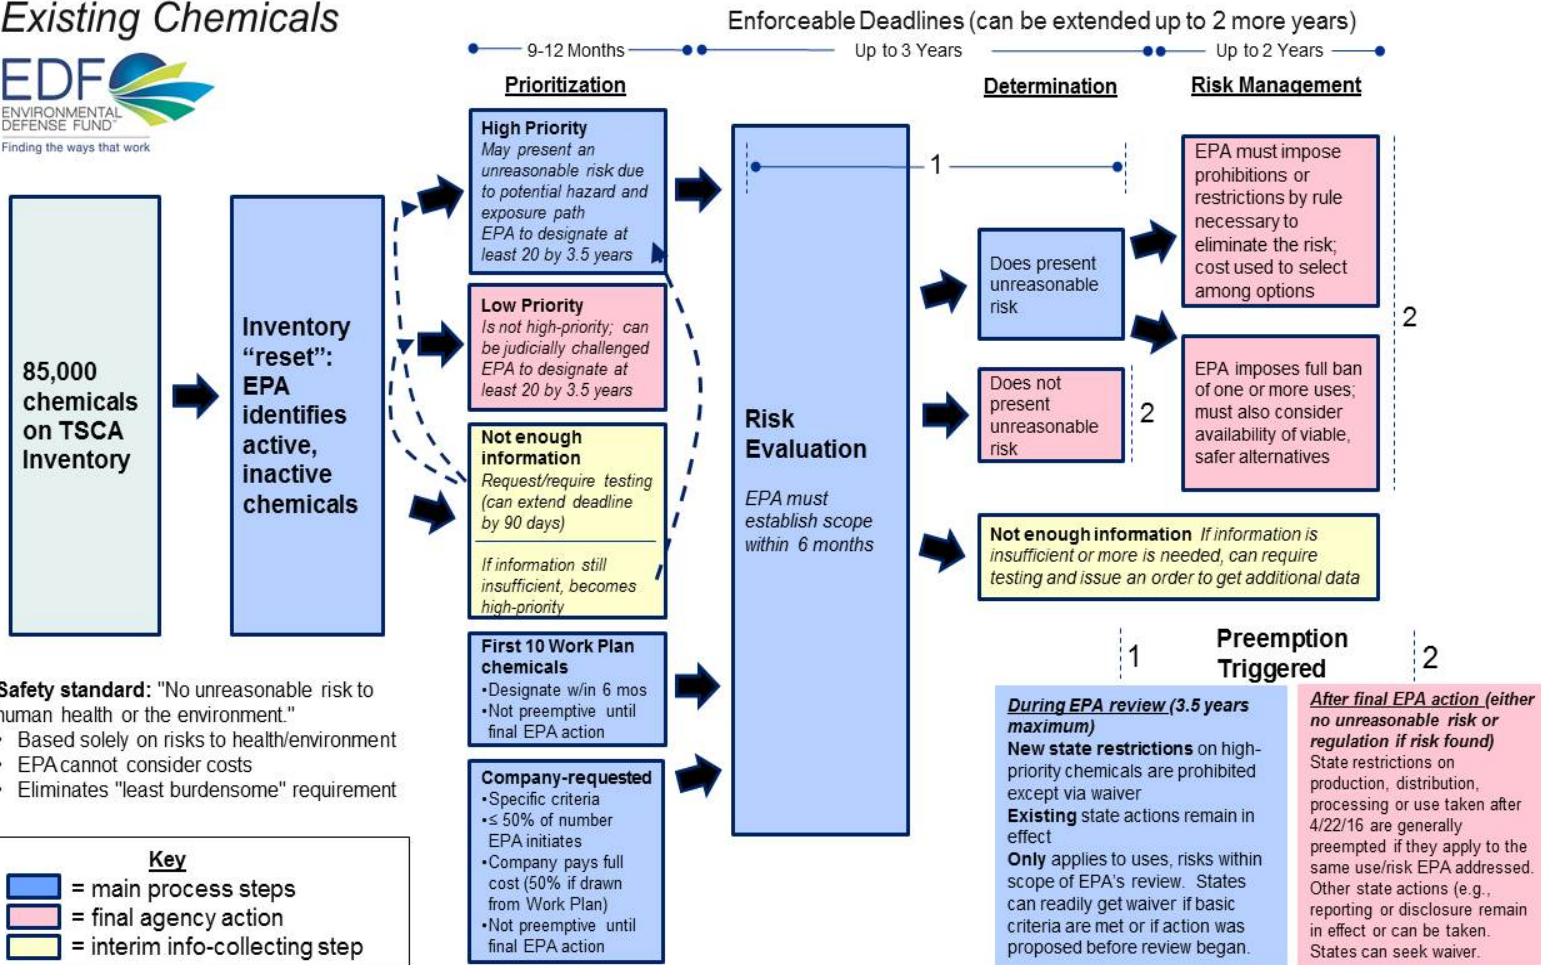 Existing Chemicals
EDF
ENVIRONMENTAL
DEFENSE FUND™
Finding the ways that work
Enforceable Deadlines (can be extended up to 2 more years)
9-12 Months
Up to 3 Years
Up to 2 Years
Prioritization
Determination
Risk Management
85,000
chemicals
on TSCA
Inventory
Inventory
“reset”:
EPA
identifies
active,
inactive
chemicals
High Priority
May present an
unreasonable risk due
to potential hazard and
exposure path
EPA to designate at
least 20 by 3.5 years
Low Priority
Is not high-priority; can
be judicially challenged
EPA to designate at
least 20 by 3.5 years
Not enough
information
Request/require testing
(can extend deadline
by 90 days)
If information still
insufficient, becomes
high-priority
First 10 Work Plan
chemicals
•Designate w/in 6 mos
•Not preemptive until
final EPA action
Company-requested
•Specific criteria
•≤ 50% of number
EPA initiates
•Company pays full
cost (50% if drawn
from Work Plan)
•Not preemptive until
final EPA action
Risk
Evaluation
EPA must
establish scope
within 6 months
1
Does present
unreasonable
risk
Does not
present
unreasonable
risk
2
EPA must impose
prohibitions or
restrictions by rule
necessary to
eliminate the risk;
cost used to select
among options
EPA imposes full ban
of one or more uses;
must also consider
availability of viable,
safer alternatives
2
Not enough information If information is
insufficient or more is needed, can require
testing and issue an order to get additional data
Safety standard: "No unreasonable risk to
human health or the environment."
• Based solely on risks to health/environment
• EPA cannot consider costs
• Eliminates "least burdensome" requirement
Key
= main process steps
= final agency action
= interim info-collecting step
1
Preemption
Triggered
2
During EPA review (3.5 years
maximum)
New state restrictions on high-
priority chemicals are prohibited
except via waiver
Existing state actions remain in
effect
Only applies to uses, risks within
scope of EPA's review. States
can readily get waiver if basic
criteria are met or if action was
proposed before review began.
After final EPA action (either
no unreasonable risk or
regulation if risk found)
State restrictions on
production, distribution,
processing or use taken after
4/22/16 are generally
preempted if they apply to the
same use/risk EPA addressed.
Other state actions (e.g.,
reporting or disclosure remain
in effect or can be taken.
States can seek waiver.